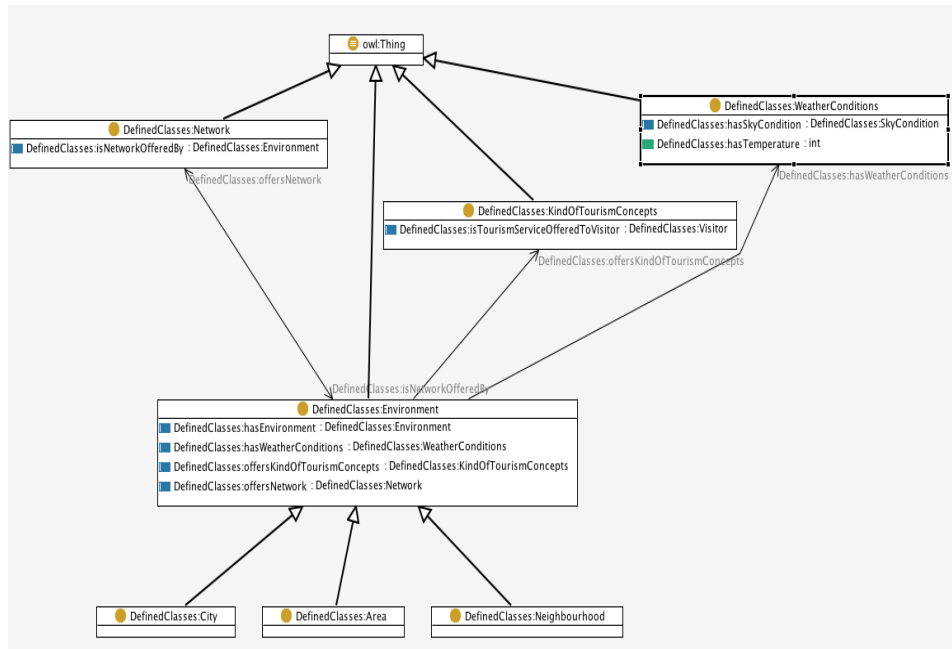 owl:Thing
DefinedClasses:WeatherConditions
DefinedClasses:hasSkyCondition : DefinedClasses:SkyCondition
DefinedClasses:hasTemperature : int
DefinedClasses:Network
DefinedClasses:isNetworkOfferedBy : DefinedClasses:Environment
DefinedClasses:offersNetwork
DefinedClasses:hasWeatherConditions
DefinedClasses:KindOfTourismConcepts
DefinedClasses:isTourismServiceOfferedToVisitor : DefinedClasses:Visitor
DefinedClasses:offersKindOfTourismConcepts
DefinedClasses:isNetworkOfferedBy
DefinedClasses:Environment
DefinedClasses:hasEnvironment : DefinedClasses:Environment
DefinedClasses:hasWeatherConditions : DefinedClasses:WeatherConditions
DefinedClasses:offersKindOfTourismConcepts : DefinedClasses:KindOfTourismConcepts
DefinedClasses:offersNetwork : DefinedClasses:Network
DefinedClasses:City
DefinedClasses:Area
DefinedClasses:Neighbourhood